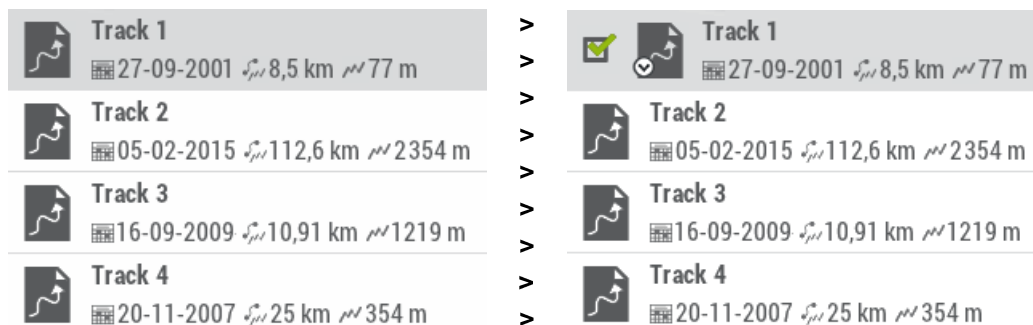 Track 1
27-09-2001 8,5 km 77 m
Track 2
05-02-2015 112,6 km 2354 m
Track 3
16-09-2009 10,91 km 1219 m
Track 4
20-11-2007 25 km 354 m
>
>
>
>
>
>
>
>
>
Track 1
27-09-2001 8,5 km 77 m
Track 2
05-02-2015 112,6 km 2354 m
Track 3
16-09-2009 10,91 km 1219 m
Track 4
20-11-2007 25 km 354 m